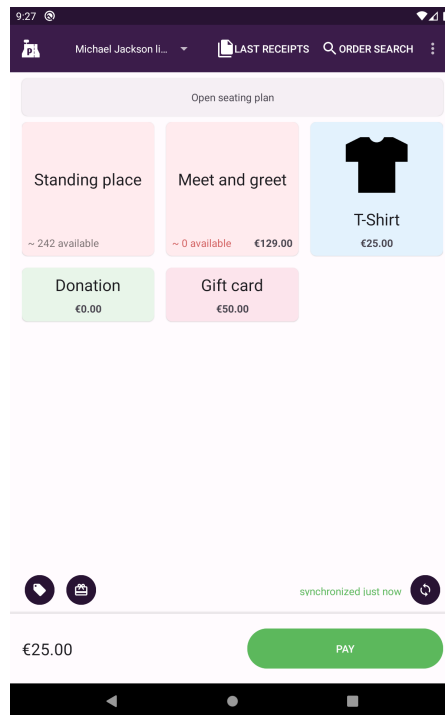 9:27
Michael Jackson li... LAST RECEIPTS ORDER SEARCH
Open seating plan
Standing place
~ 242 available
Meet and greet
~ 0 available €129.00
T-Shirt
€25.00
Donation
€0.00
Gift card
€50.00
synchronized just now
€25.00
PAY